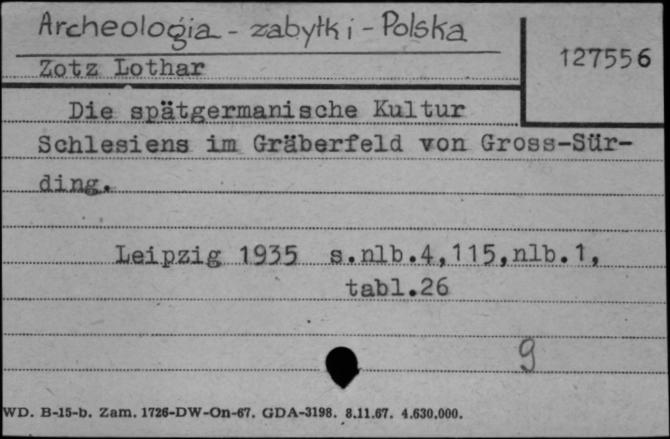 Archeologia - zabytki - Polska
127556
Zotz Lothar
Die spätgermanische Kultur
Schlesiens im Gräberfeld von Gross-Sür-
ding.
Leipzig 1935 s.nlb.4,115,nlb.1,
tabl.26
9
WD. B-15-b. Zam. 1726-DW-On-67. GDA-3198. 8.11.67. 4.630.000.